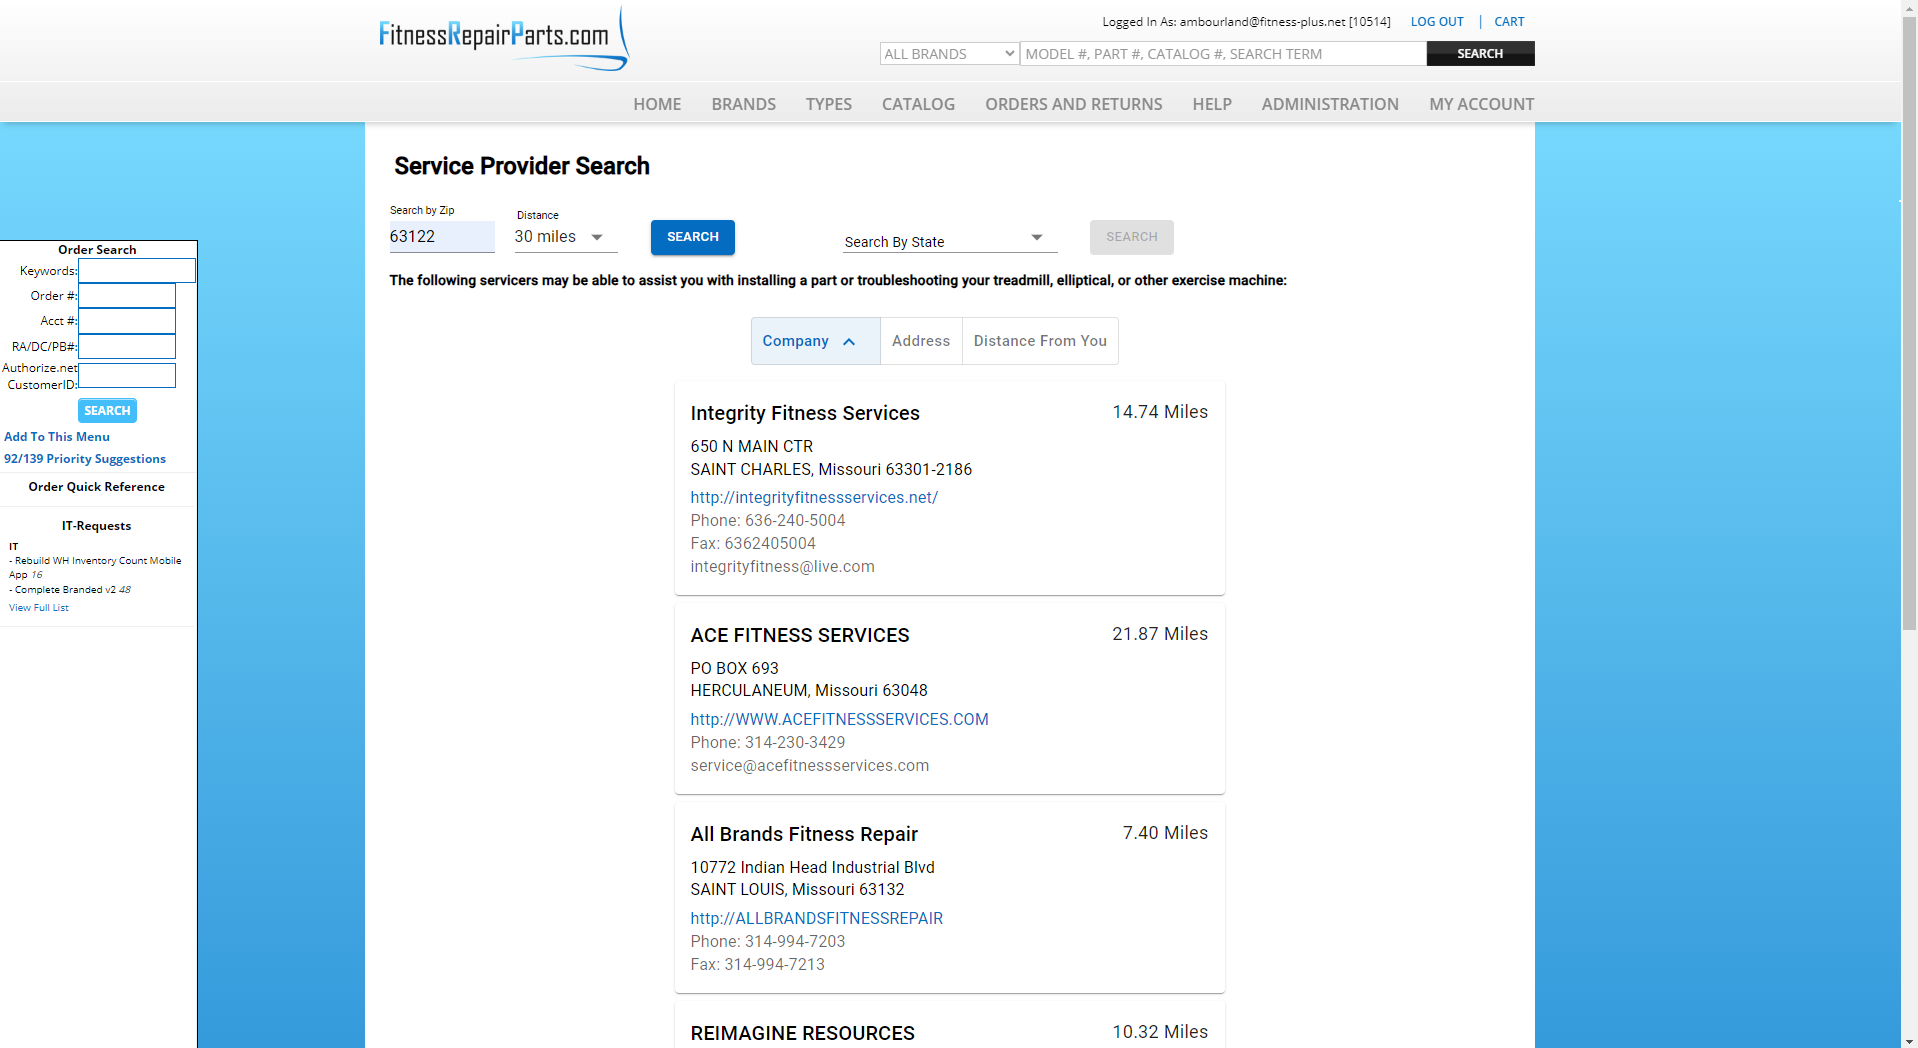 FitnessRepairParts.com
Logged In As: ambourland@fitness-plus.net [10514] LOG OUT | CART
ALL BRANDS MODEL #, PART #, CATALOG #, SEARCH TERM SEARCH
HOME BRANDS TYPES CATALOG ORDERS AND RETURNS HELP ADMINISTRATION MY ACCOUNT
Order Search
Keywords:
Order #:
Acct #:
RA/DC/PB#:
Authorize.net
CustomerID:
SEARCH
Add To This Menu
92/139 Priority Suggestions
Order Quick Reference
IT-Requests
IT
- Rebuild WH Inventory Count Mobile
App 16
- Complete Branded v2 48
View Full List
Service Provider Search
Search by Zip
63122
Distance
30 miles
SEARCH
Search By State
SEARCH
The following servicers may be able to assist you with installing a part or troubleshooting your treadmill, elliptical, or other exercise machine:
Company Address Distance From You
Integrity Fitness Services 14.74 Miles
650 N MAIN CTR
SAINT CHARLES, Missouri 63301-2186
http://integrityfitnessservices.net/
Phone: 636-240-5004
Fax: 6362405004
integrityfitness@live.com
ACE FITNESS SERVICES 21.87 Miles
PO BOX 693
HERCULANEUM, Missouri 63048
http://WWW.ACEFITNESSSERVICES.COM
Phone: 314-230-3429
service@acefitnessservices.com
All Brands Fitness Repair 7.40 Miles
10772 Indian Head Industrial Blvd
SAINT LOUIS, Missouri 63132
http://ALLBRANDSFITNESSREPAIR
Phone: 314-994-7203
Fax: 314-994-7213
REIMAGINE RESOURCES 10.32 Miles